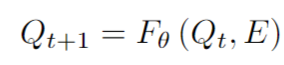 Q_{t+1} = F_θ (Q_t, E)